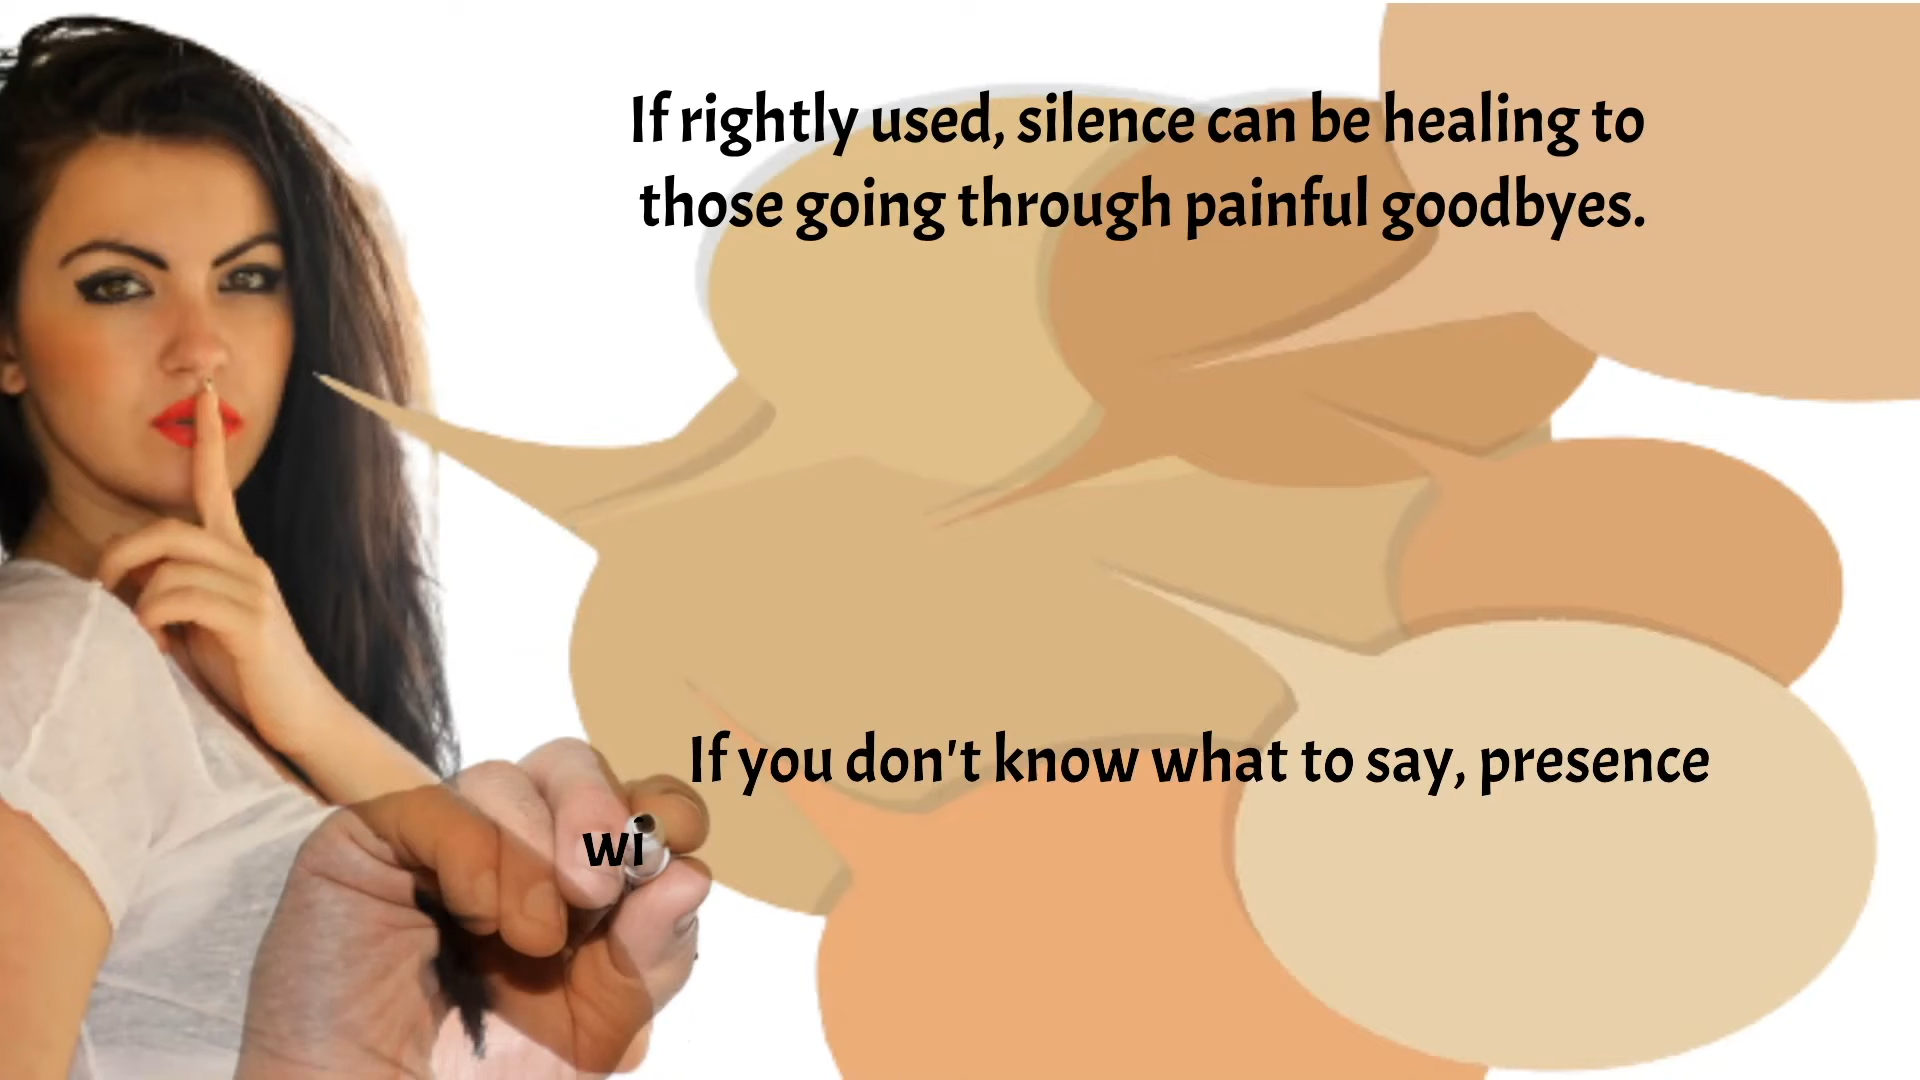 If rightly used, silence can be healing to
those going through painful goodbyes.
If you don't know what to say, presence
wi